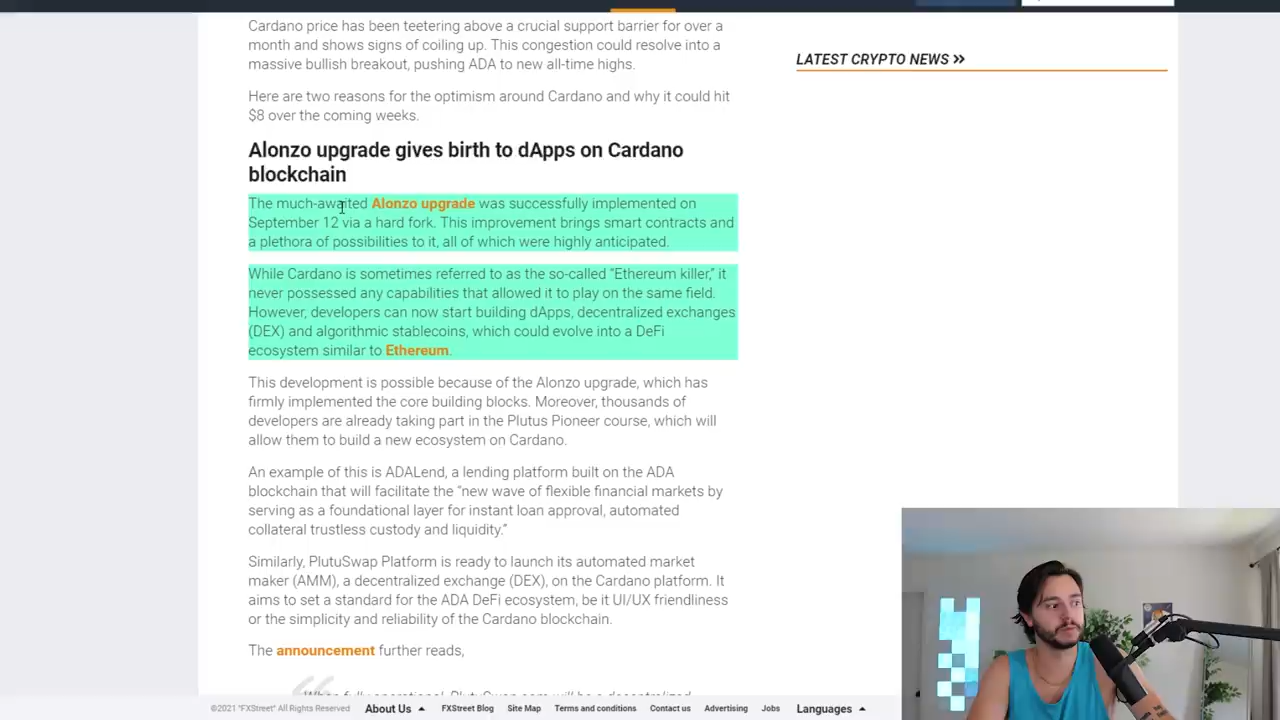 Cardano price has been teetering above a crucial support barrier for over a
month and shows signs of coiling up. This congestion could resolve into a
massive bullish breakout, pushing ADA to new all-time highs.
Here are two reasons for the optimism around Cardano and why it could hit
$8 over the coming weeks.
Alonzo upgrade gives birth to dApps on Cardano
blockchain
The much-awaited Alonzo upgrade was successfully implemented on
September 12 via a hard fork. This improvement brings smart contracts and
a plethora of possibilities to it, all of which were highly anticipated.
While Cardano is sometimes referred to as the so-called “Ethereum killer,” it
never possessed any capabilities that allowed it to play on the same field.
However, developers can now start building dApps, decentralized exchanges
(DEX) and algorithmic stablecoins, which could evolve into a DeFi
ecosystem similar to Ethereum.
This development is possible because of the Alonzo upgrade, which has
firmly implemented the core building blocks. Moreover, thousands of
developers are already taking part in the Plutus Pioneer course, which will
allow them to build a new ecosystem on Cardano.
An example of this is ADALend, a lending platform built on the ADA
blockchain that will facilitate the “new wave of flexible financial markets by
serving as a foundational layer for instant loan approval, automated
collateral trustless custody and liquidity.”
Similarly, PlutuSwap Platform is ready to launch its automated market
maker (AMM), a decentralized exchange (DEX), on the Cardano platform. It
aims to set a standard for the ADA DeFi ecosystem, be it UI/UX friendliness
or the simplicity and reliability of the Cardano blockchain.
The announcement further reads,
When fully operational, PlutuSwap.com will be a decentralized
LATEST CRYPTO NEWS »
©2021 "FXStreet" All Rights Reserved About Us FXStreet Blog Site Map Terms and conditions Contact us Advertising Jobs Languages